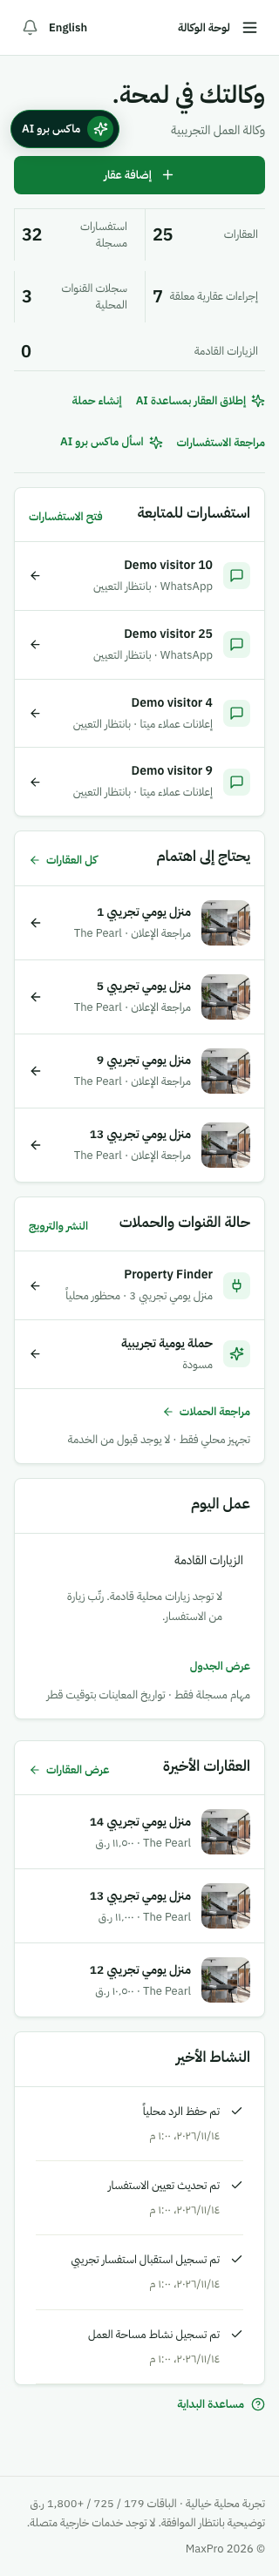 لوحة الوكالة
English
وكالتك في لمحة.
وكالة العمل التجريبية
ماكس برو AI
إضافة عقار
العقارات
25
استفسارات مسجلة
32
إجراءات عقارية معلقة
7
سجلات القنوات المحلية
3
الزيارات القادمة
0
إطلاق العقار بمساعدة AI
إنشاء حملة
مراجعة الاستفسارات
اسأل ماكس برو AI
استفسارات للمتابعة
فتح الاستفسارات
Demo visitor 10
WhatsApp · بانتظار التعيين
Demo visitor 25
WhatsApp · بانتظار التعيين
Demo visitor 4
إعلانات عملاء ميتا · بانتظار التعيين
Demo visitor 9
إعلانات عملاء ميتا · بانتظار التعيين
يحتاج إلى اهتمام
كل العقارات
منزل يومي تجريبي 1
مراجعة الإعلان · The Pearl
منزل يومي تجريبي 5
مراجعة الإعلان · The Pearl
منزل يومي تجريبي 9
مراجعة الإعلان · The Pearl
منزل يومي تجريبي 13
مراجعة الإعلان · The Pearl
حالة القنوات والحملات
النشر والترويج
Property Finder
منزل يومي تجريبي 3 · محظور محلياً
حملة يومية تجريبية
مسودة
مراجعة الحملات
تجهيز محلي فقط · لا يوجد قبول من الخدمة
عمل اليوم
الزيارات القادمة
لا توجد زيارات محلية قادمة. رتّب زيارة
من الاستفسار.
عرض الجدول
مهام مسجلة فقط · تواريخ المعاينات بتوقيت قطر
العقارات الأخيرة
عرض العقارات
منزل يومي تجريبي 14
The Pearl · ١١٬٥٠٠ ر.ق
منزل يومي تجريبي 13
The Pearl · ١١٬٠٠٠ ر.ق
منزل يومي تجريبي 12
The Pearl · ١٠٬٥٠٠ ر.ق
النشاط الأخير
تم حفظ الرد محلياً
١٤‏/١١‏/٢٠٢٦، ١:٠٠ م
تم تحديث تعيين الاستفسار
١٤‏/١١‏/٢٠٢٦، ١:٠٠ م
تم تسجيل استقبال استفسار تجريبي
١٤‏/١١‏/٢٠٢٦، ١:٠٠ م
تم تسجيل نشاط مساحة العمل
١٤‏/١١‏/٢٠٢٦، ١:٠٠ م
مساعدة البداية
تجربة محلية خيالية · الباقات 179 / 725 / +1,800 ر.ق
توضيحية بانتظار الموافقة. لا توجد خدمات خارجية متصلة.
© 2026 MaxPro